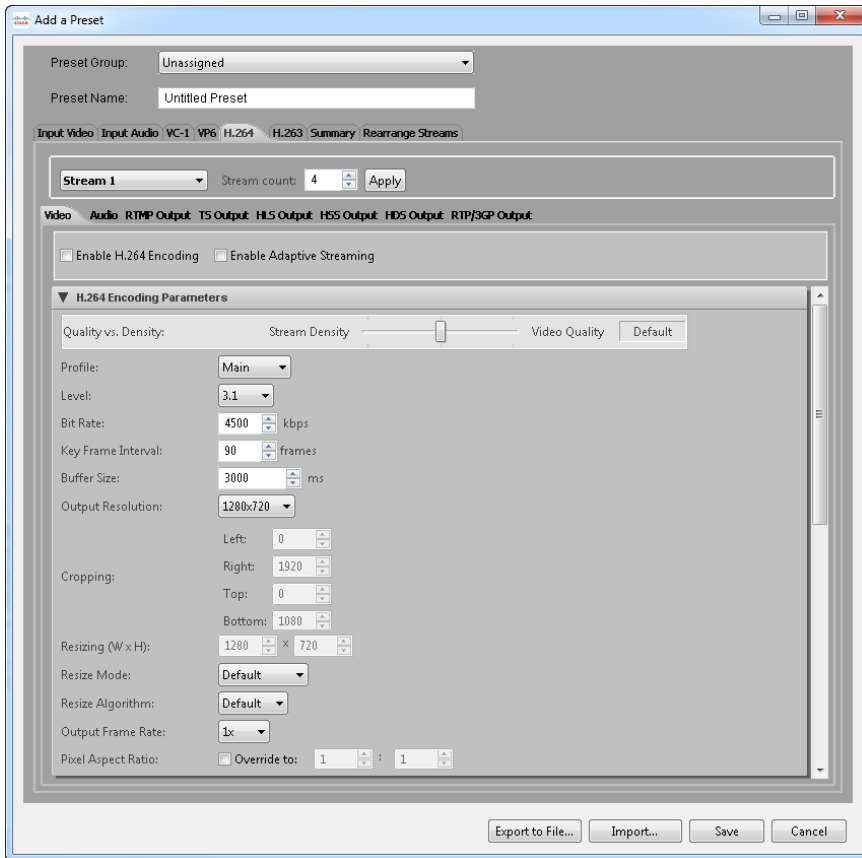 cisco Add a Preset
Preset Group: Unassigned
Preset Name: Untitled Preset
Input Video Input Audio VC-1 VP6 H.264 H.263 Summary Rearrange Streams
Stream 1 Stream count: 4 Apply
Video Audio RTMP Output TS Output HLS Output HSS Output HDS Output RTP/3GP Output
Enable H.264 Encoding Enable Adaptive Streaming
H.264 Encoding Parameters
Quality vs. Density: Stream Density Video Quality Default
Profile: Main
Level: 3.1
Bit Rate: 4500 kbps
Key Frame Interval: 90 frames
Buffer Size: 3000 ms
Output Resolution: 1280x720
Left: 0
Right: 1920
Cropping:
Top: 0
Bottom: 1080
Resizing (W x H): 1280 x 720
Resize Mode: Default
Resize Algorithm: Default
Output Frame Rate: 1x
Pixel Aspect Ratio: Override to: 1 : 1
Export to File... Import... Save Cancel